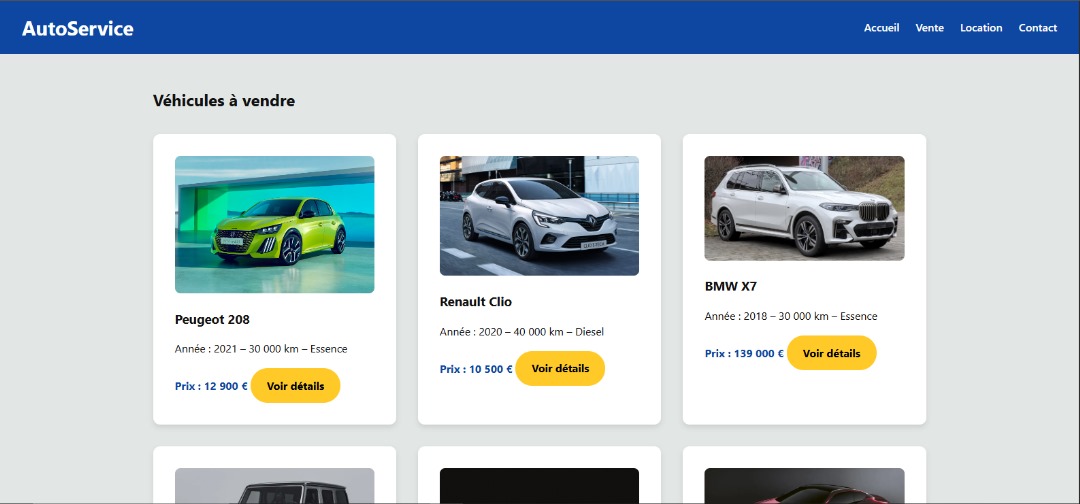 AutoService
Accueil Vente Location Contact
Véhicules à vendre
Peugeot 208
Année : 2021 – 30 000 km – Essence
Prix : 12 900 € Voir détails
Renault Clio
Année : 2020 – 40 000 km – Diesel
Prix : 10 500 € Voir détails
BMW X7
Année : 2018 – 30 000 km – Essence
Prix : 139 000 € Voir détails